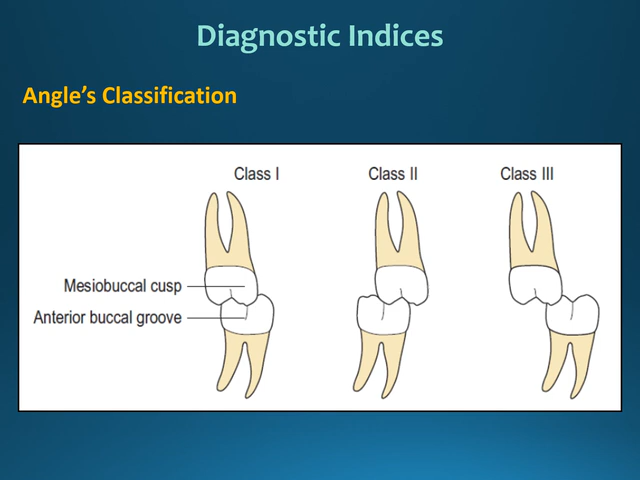 Diagnostic Indices
Angle’s Classification
Class I
Class II
Class III
Mesiobuccal cusp
Anterior buccal groove